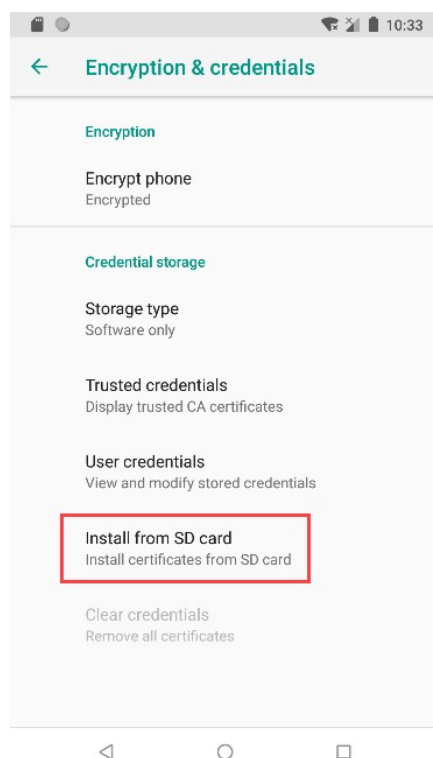 10:33
Encryption & credentials
Encryption
Encrypt phone
Encrypted
Credential storage
Storage type
Software only
Trusted credentials
Display trusted CA certificates
User credentials
View and modify stored credentials
Install from SD card
Install certificates from SD card
Clear credentials
Remove all certificates